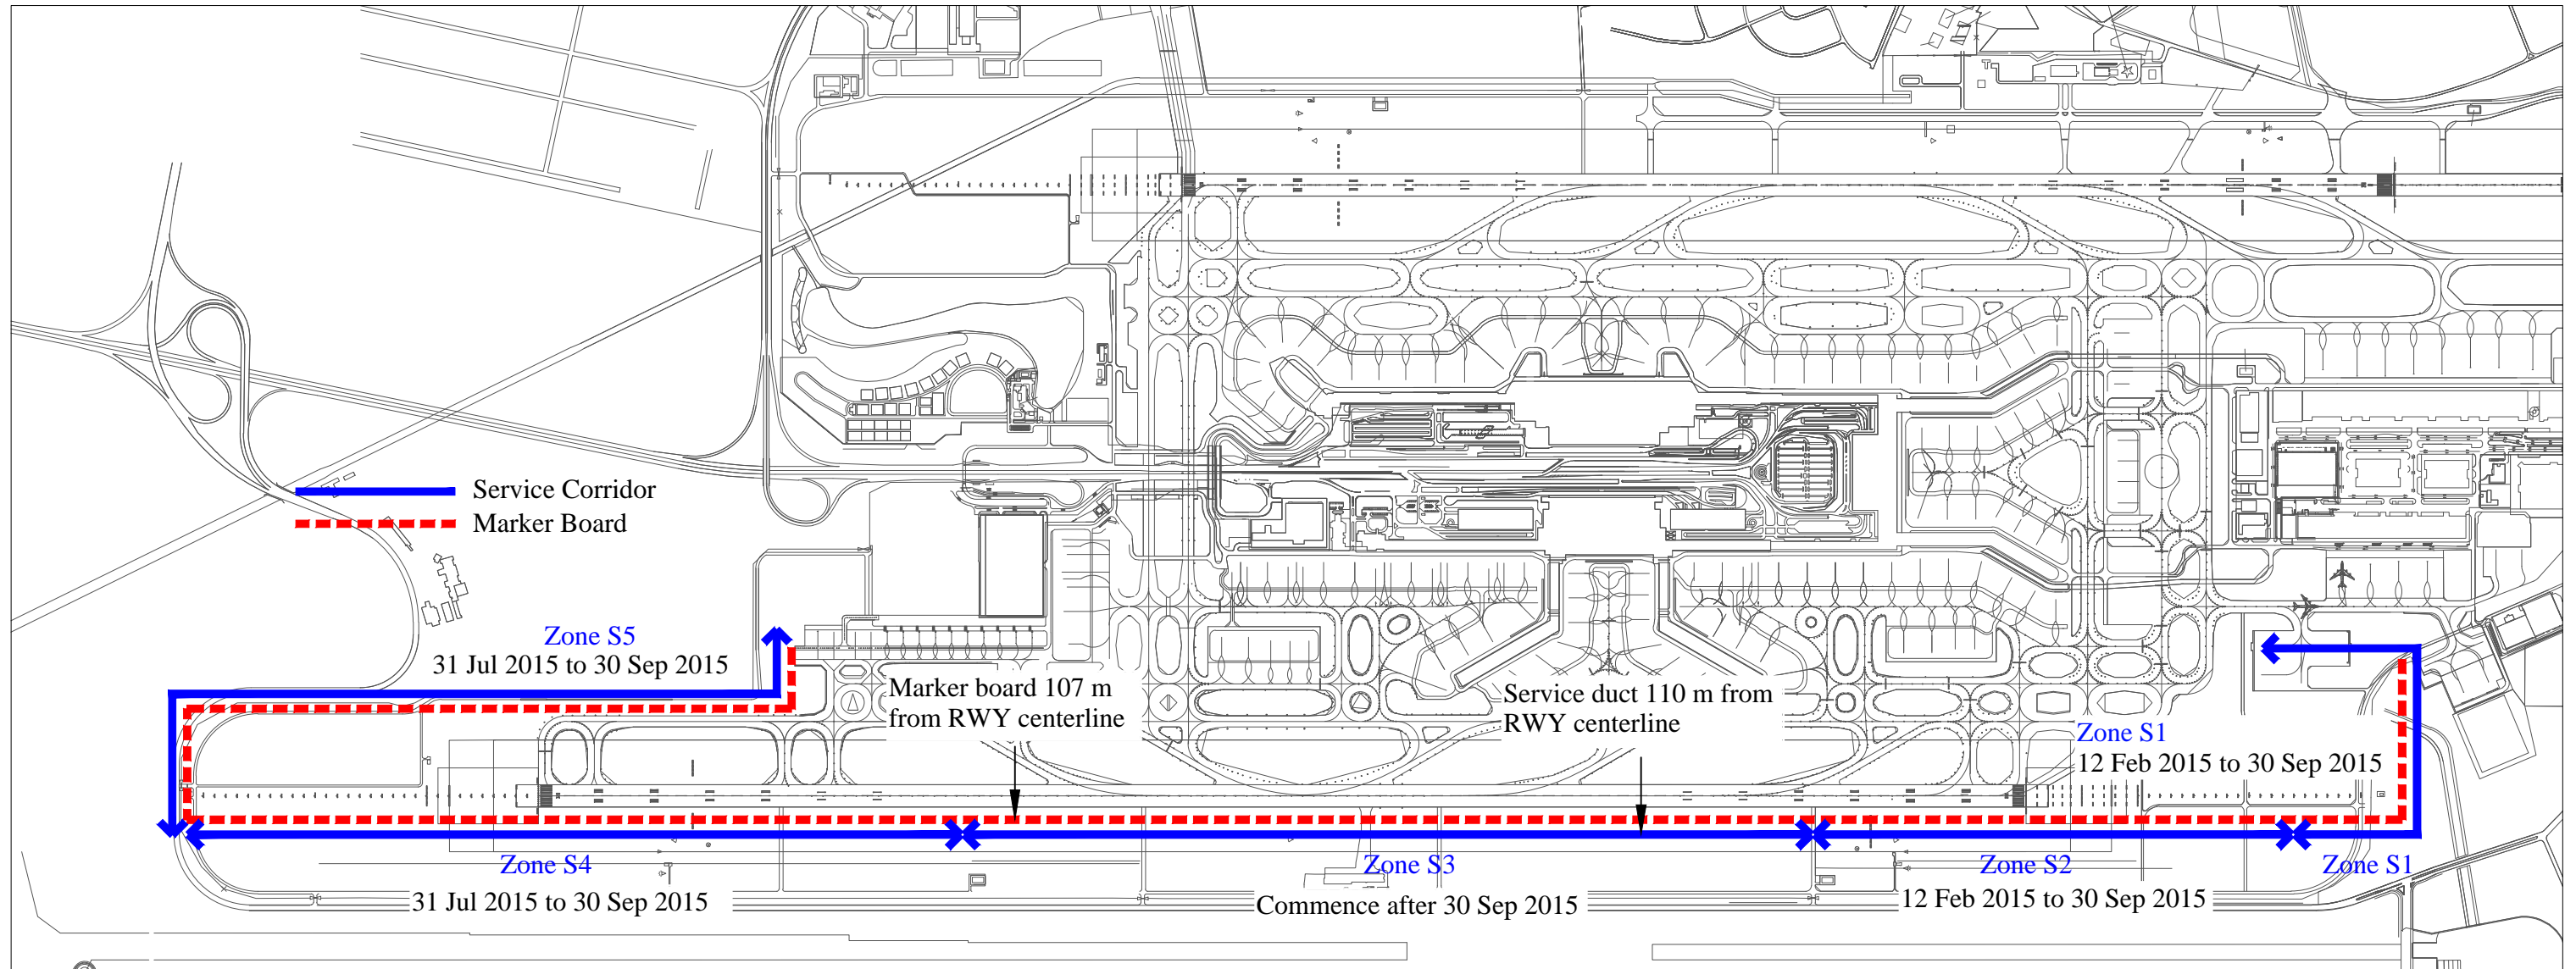 Service Corridor
Marker Board
Zone S5
31 Jul 2015 to 30 Sep 2015
Marker board 107 m
from RWY centerline
Service duct 110 m from
RWY centerline
Zone S1
12 Feb 2015 to 30 Sep 2015
Zone S4
31 Jul 2015 to 30 Sep 2015
Zone S3
Commence after 30 Sep 2015
Zone S2
12 Feb 2015 to 30 Sep 2015
Zone S1